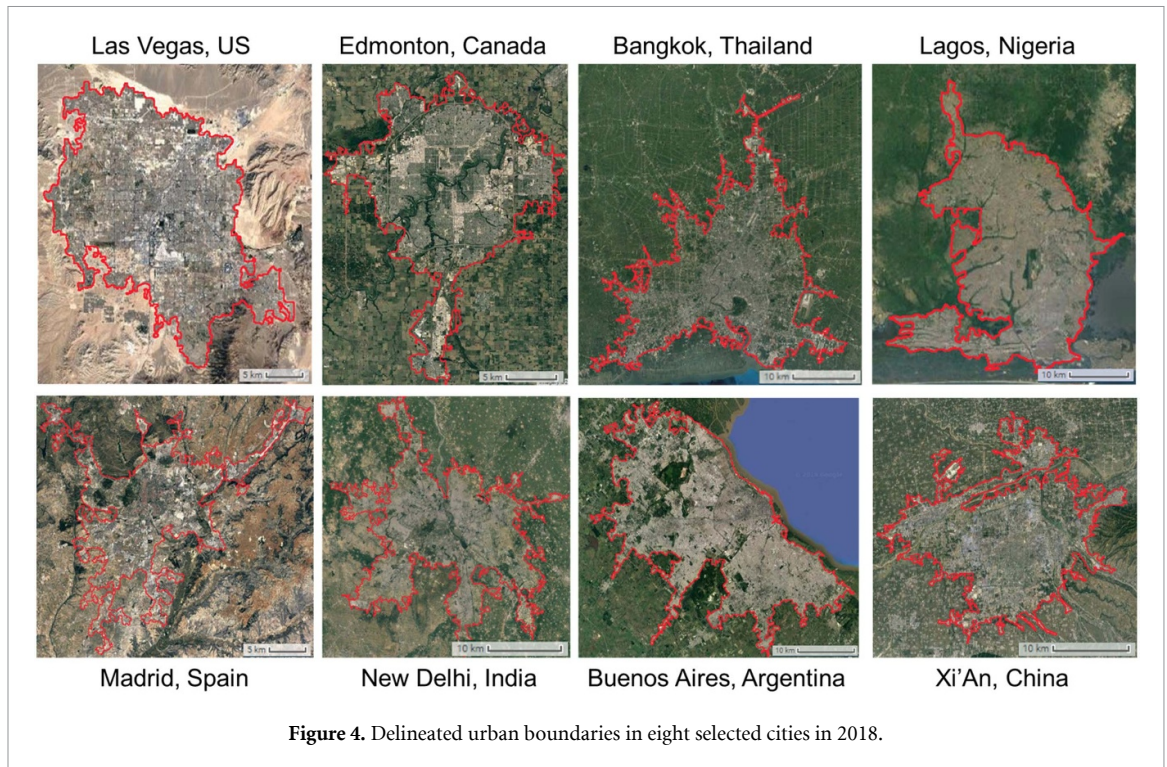 Las Vegas, US
Edmonton, Canada
Bangkok, Thailand
Lagos, Nigeria
5 km
5 km
10 km
10 km
Madrid, Spain
New Delhi, India
Buenos Aires, Argentina
Xi’An, China
5 km
10 km
10 km
10 km
Figure 4. Delineated urban boundaries in eight selected cities in 2018.